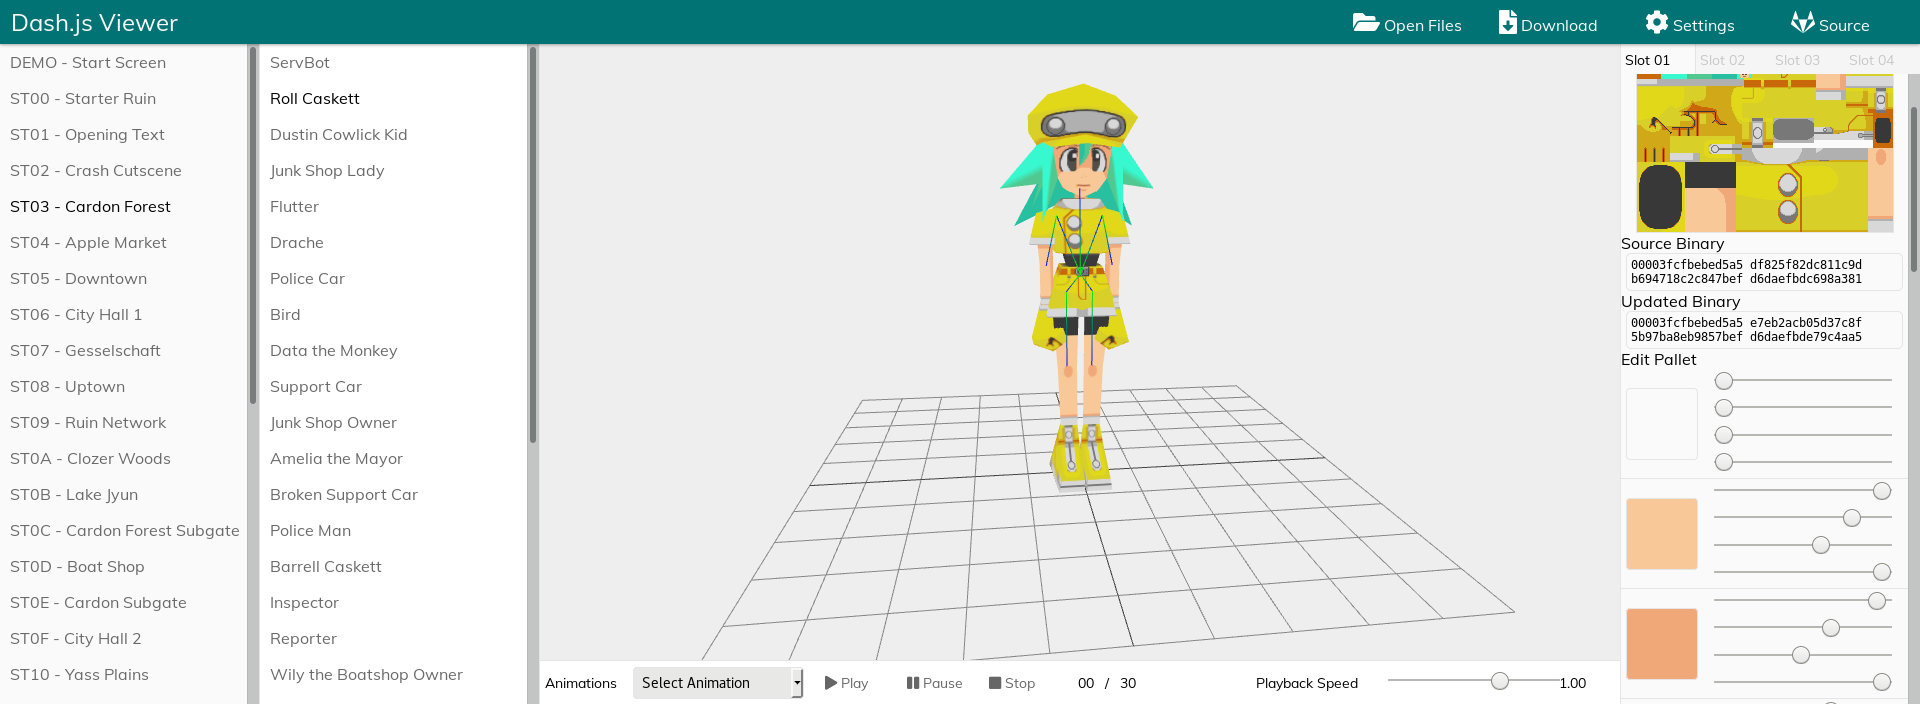 Dash.js Viewer
Open Files
Download
Settings
Source
DEMO - Start Screen
ST00 - Starter Ruin
ST01 - Opening Text
ST02 - Crash Cutscene
ST03 - Cardon Forest
ST04 - Apple Market
ST05 - Downtown
ST06 - City Hall 1
ST07 - Gesselschaft
ST08 - Uptown
ST09 - Ruin Network
ST0A - Clozer Woods
ST0B - Lake Jyun
ST0C - Cardon Forest Subgate
ST0D - Boat Shop
ST0E - Cardon Subgate
ST0F - City Hall 2
ST10 - Yass Plains
ServBot
Roll Caskett
Dustin Cowlick Kid
Junk Shop Lady
Flutter
Drache
Police Car
Bird
Data the Monkey
Support Car
Junk Shop Owner
Amelia the Mayor
Broken Support Car
Police Man
Barrell Caskett
Inspector
Reporter
Wily the Boatshop Owner
Animations
Select Animation
Play
Pause
Stop
00 / 30
Playback Speed
1.00
Slot 01
Slot 02
Slot 03
Slot 04
Source Binary
00003fcfbebed5a5 df825f82dc811c9d
b694718c2c847bef d6daefbdc698a381
Updated Binary
00003fcfbebed5a5 e7eb2acb05d37c8f
5b97ba8eb9857bef d6daefbde79c4aa5
Edit Pallet